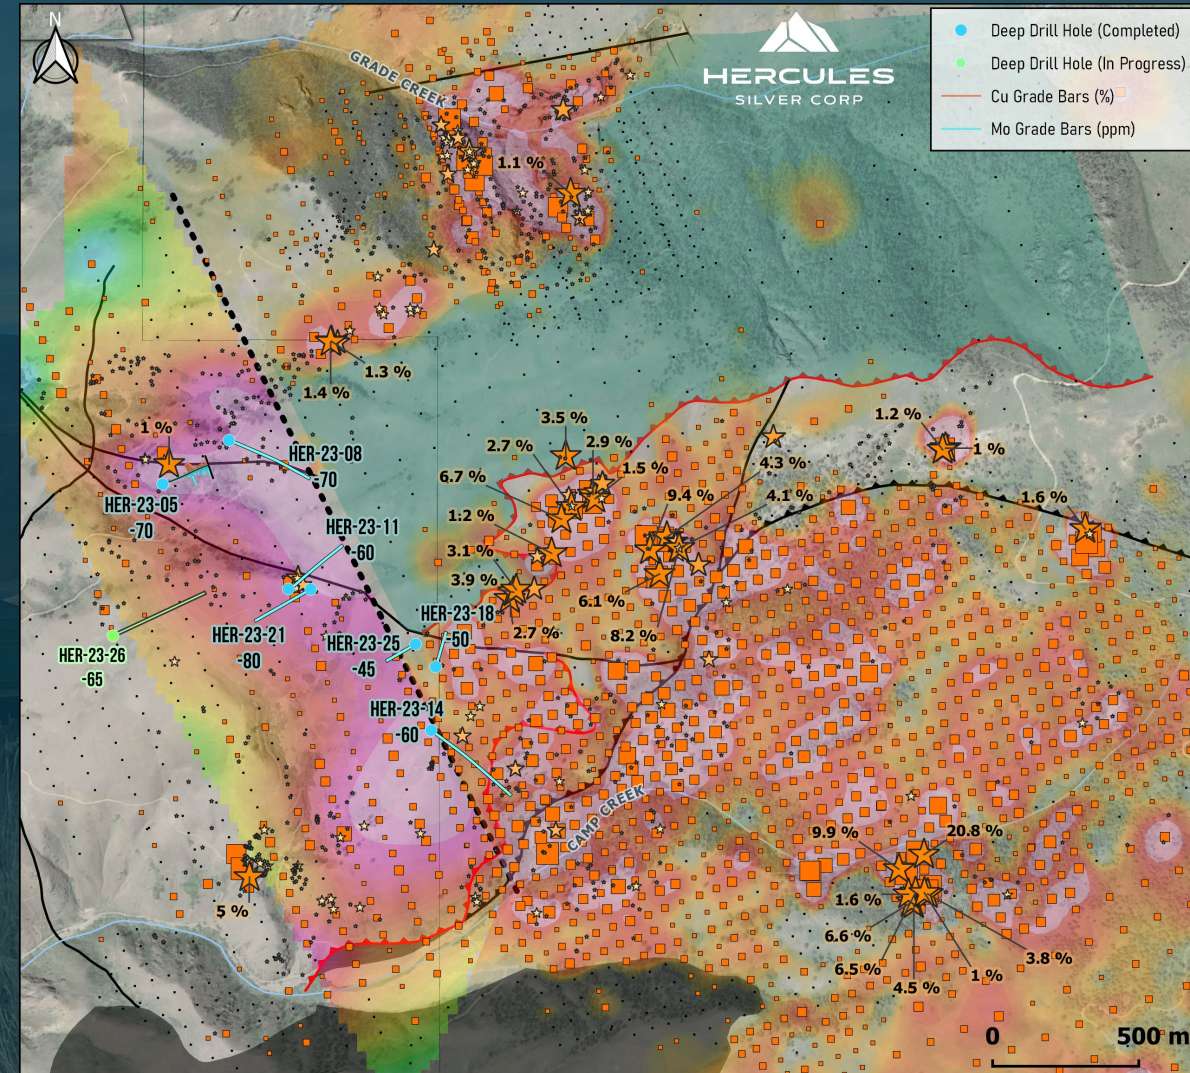 N
GRADE CREEK
HERCULES
SILVER CORP
Deep Drill Hole (Completed)
Deep Drill Hole (In Progress)
Cu Grade Bars (%)
Mo Grade Bars (ppm)
1.1 %
1.3 %
1.4 %
1 %
HER-23-08
-70
HER-23-05
-70
HER-23-11
-60
HER-23-21
-80
HER-23-26
-65
HER-23-25
-45
HER-23-18
-50
HER-23-14
-60
3.5 %
2.7 %
2.9 %
1.5 %
6.7 %
1.2 %
3.1 %
3.9 %
2.7 %
9.4 %
4.3 %
4.1 %
6.1 %
8.2 %
1.2 %
1 %
1.6 %
CAMP CREEK
5 %
9.9 %
20.8 %
1.6 %
6.6 %
6.5 %
4.5 %
1 %
3.8 %
0
500 m